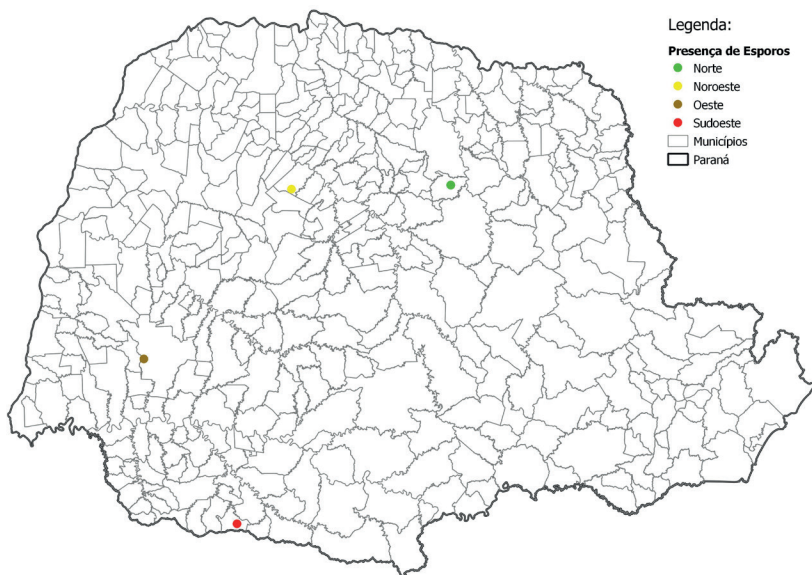 Legenda:
Presença de Esporos
Norte
Noroeste
Oeste
Sudoeste
Municípios
Paraná